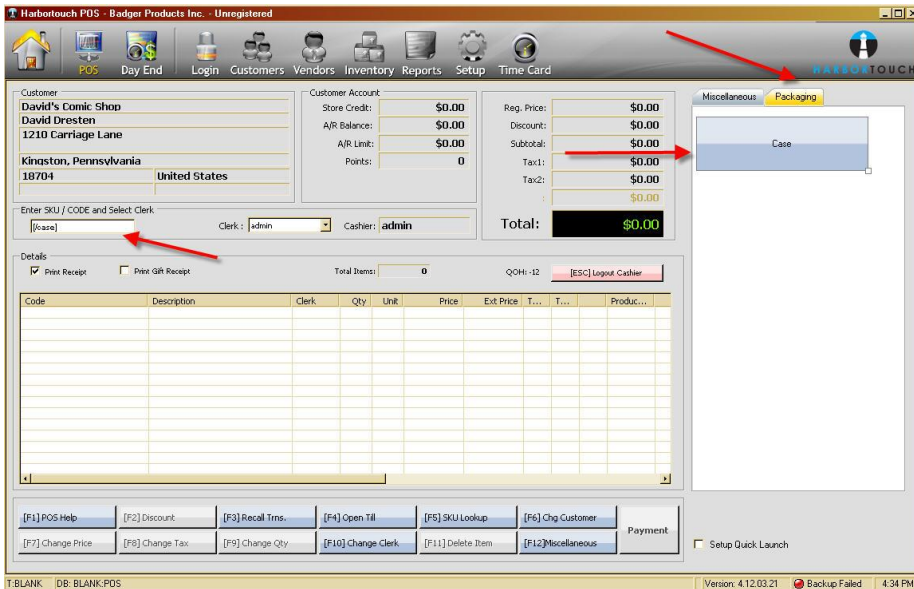 Harbortouch POS - Badger Products Inc. - Unregistered
POS Day End Login Customers Vendors Inventory Reports Setup Time Card
HARBORTOUCH
Customer
David's Comic Shop
David Dresten
1210 Carriage Lane
Kingston, Pennsylvania
18704 United States
Customer Account
Store Credit: $0.00
A/R Balance: $0.00
A/R Limit: $0.00
Points: 0
Reg. Price: $0.00
Discount: $0.00
Subtotal: $0.00
Tax1: $0.00
Tax2: $0.00
: $0.00
Total: $0.00
Miscellaneous Packaging
Case
Enter SKU / CODE and Select Clerk
[/case] Clerk : admin Cashier: admin
Details
Print Receipt Print Gift Receipt Total Items: 0 QOH: -12 [ESC] Logout Cashier
Code Description Clerk Qty Unit Price Ext Price T... T... Produc...
[F1] POS Help [F2] Discount [F3] Recall Trns. [F4] Open Till [F5] SKU Lookup [F6] Chg Customer
Payment
[F7] Change Price [F8] Change Tax [F9] Change Qty [F10] Change Clerk [F11] Delete Item [F12]Miscellaneous
Setup Quick Launch
T:BLANK DB: BLANK:POS Version: 4.12.03.21 Backup Failed 4:34 PM